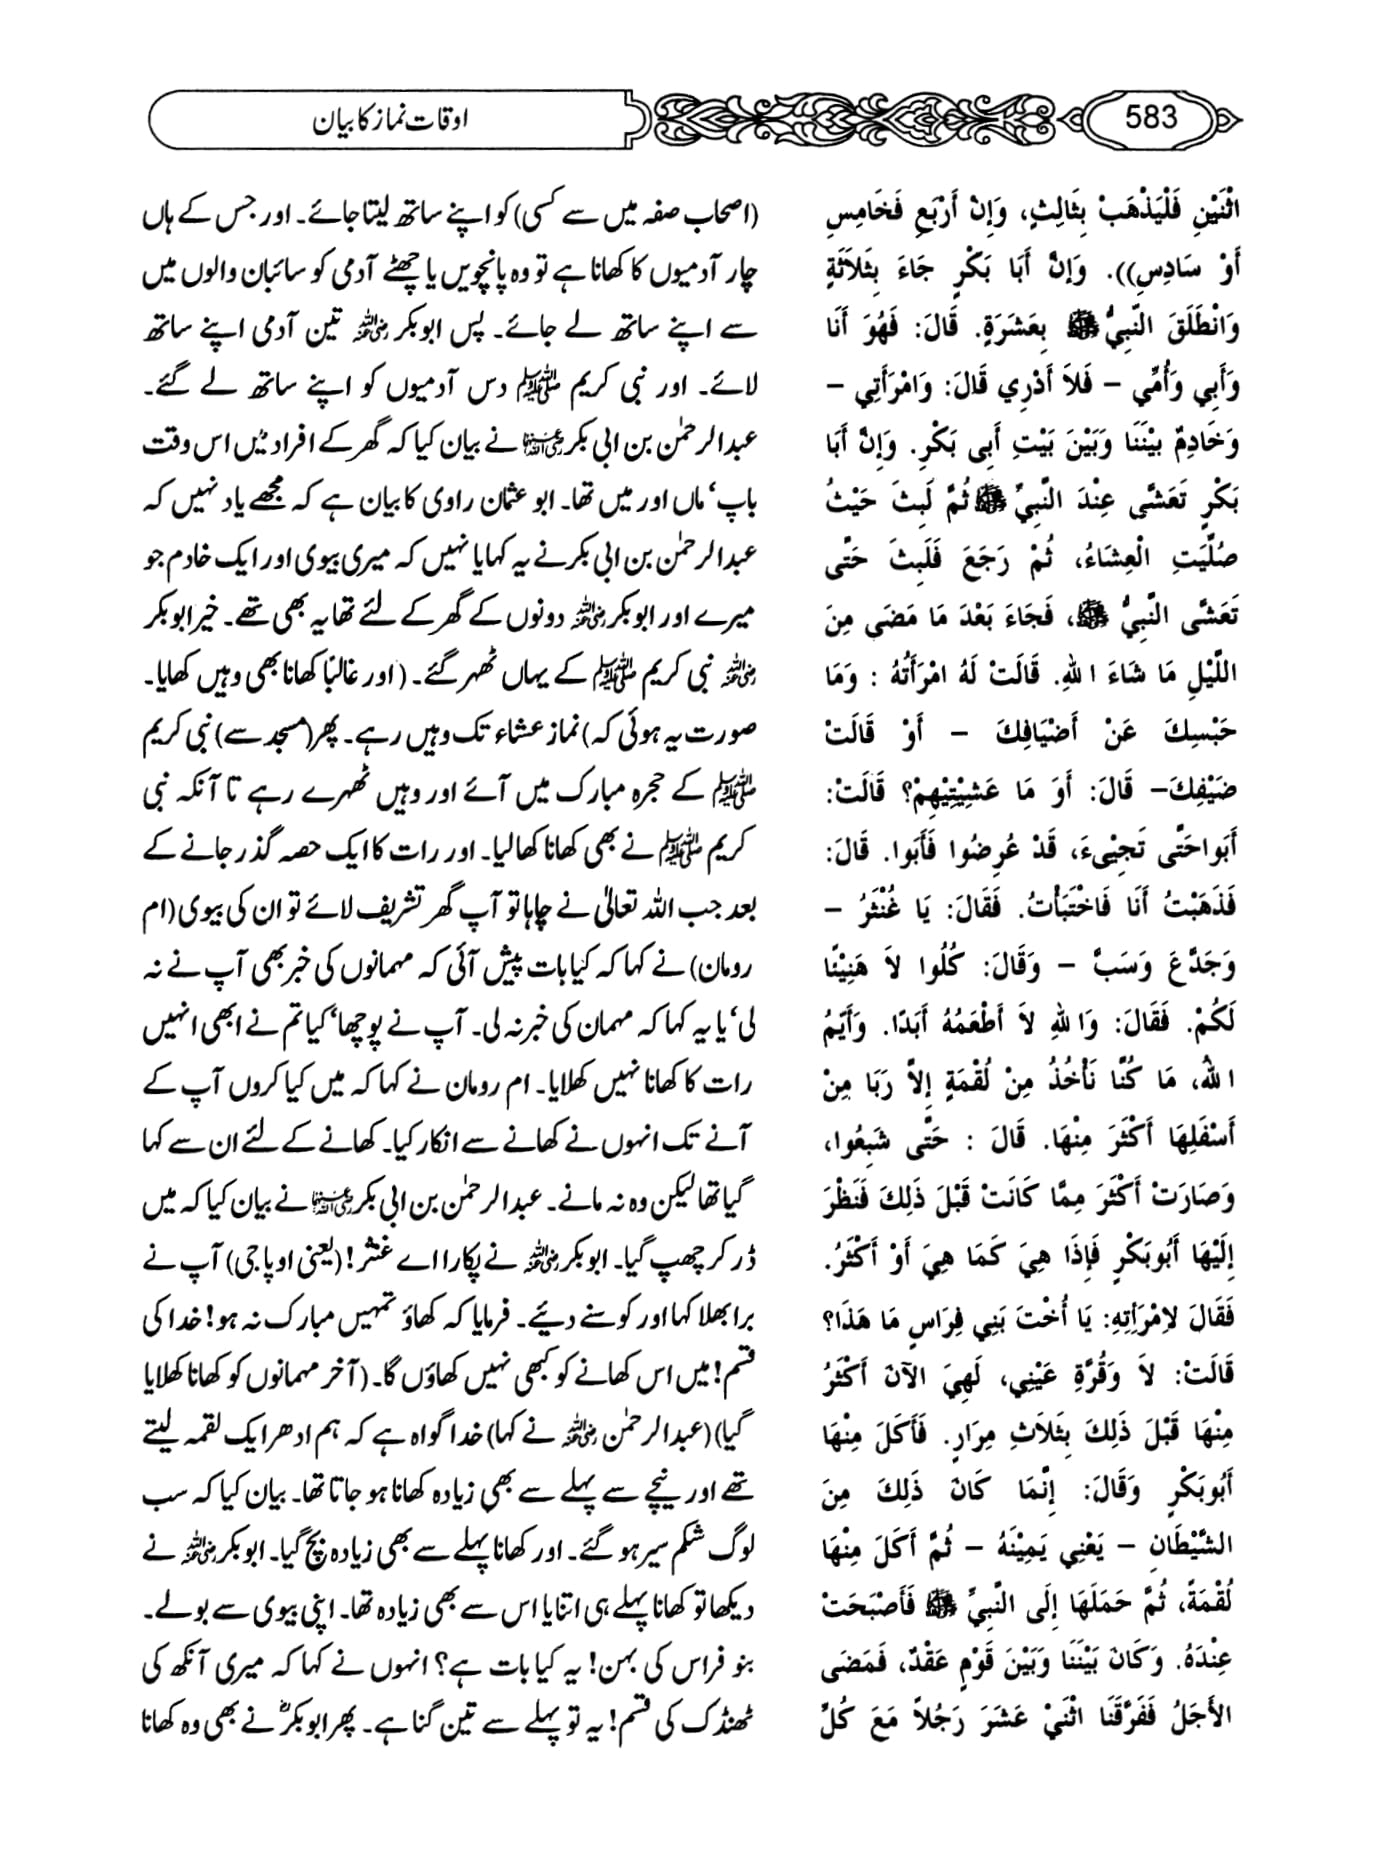 583
اوقات نماز کا بیان
اثْنَيْنِ فَلْيَذْهَبْ بِثَالِثٍ، وَإِنْ أَرْبَعٍ فَخَامِسٍ
أَوْ سَادِسٍ)). وَإِنَّ أَبَا بَكْرٍ جَاءَ بِثَلاَثَةٍ
وَانْطَلَقَ النَّبِيُّ ﷺ بِعَشَرَةٍ. قَالَ: فَهُوَ أَنَا
وَأَبِي وَأُمِّي – فَلاَ أَدْرِي قَالَ: وَامْرَأَتِي –
وَخَادِمٌ بَيْنَنَا وَبَيْنَ بَيْتِ أَبِي بَكْرٍ. وَإِنَّ أَبَا
بَكْرٍ تَعَشَّى عِنْدَ النَّبِيِّ ﷺ ثُمَّ لَبِثَ حَيْثُ
صُلِّيَتِ الْعِشَاءُ، ثُمْ رَجَعَ فَلَبِثَ حَتَّى
تَعَشَّى النَّبِيُّ ﷺ، فَجَاءَ بَعْدَ مَا مَضَى مِنَ
اللَّيْلِ مَا شَاءَ اللهِ. قَالَتْ لَهُ امْرَأَتُهُ : وَمَا
حَبْسِكَ عَنْ أَضْيَافِكَ – أَوْ قَالَتْ
ضَيْفِكَ– قَالَ: أَوَ مَا عَشِيْتِيْهِمْ؟ قَالَتْ:
أَبَوا حَتَّى تَجِيْءَ، قَدْ عُرِضُوا فَأَبَوا. قَالَ:
فَذَهَبْتُ أَنَا فَاخْتَبَأْتُ. فَقَالَ: يَا غُنْثَرُ –
وَجَدَّعَ وَسَبَّ – وَقَالَ: كُلُوا لاَ هَنِيْئًا
لَكُمْ. فَقَالَ: وَاللهِ لاَ أَطْعَمُهُ أَبَدًا. وَأَيْمُ
اللهُ، مَا كُنَّا نَأْخُذُ مِنْ لُقْمَةٍ إِلاَّ رَبَا مِنْ
أَسْفَلِهَا أَكْثَرَ مِنْهَا. قَالَ : حَتَّى شَبِعُوا،
وَصَارَتْ أَكْثَرَ مِمَّا كَانَتْ قَبْلَ ذَلِكَ فَنَظَرَ
إِلَيْهَا أَبُوبَكْرٍ فَإِذَا هِيَ كَمَا هِيَ أَوْ أَكْثَرُ.
فَقَالَ لاِمْرَأَتِهِ: يَا أُخْتَ بَنِي فِرَاسٍ مَا هَذَا؟
قَالَتْ: لاَ وَقُرَّةِ عَيْنِي، لَهِيَ الآنَ أَكْثَرُ
مِنْهَا قَبْلَ ذَلِكَ بِثَلاَثِ مِرَارٍ. فَأَكَلَ مِنْهَا
أَبُوبَكْرٍ وَقَالَ: إِنَّمَا كَانَ ذَلِكَ مِنَ
الشَّيْطَانِ – يَعْنِي يَمِيْنَهُ – ثُمَّ أَكَلَ مِنْهَا
لُقْمَةً، ثُمَّ حَمَلَهَا إِلَى النَّبِيِّ ﷺ فَأَصْبَحَتْ
عِنْدَهُ. وَكَانَ بَيْنَنَا وَبَيْنَ قَوْمٍ عَقْدٌ، فَمَضَى
الأَجَلُ فَفَرَّقَنَا اثْنَيْ عَشَرَ رَجُلاً مَعَ كُلِّ
(اصحاب صفہ میں سے کسی) کو اپنے ساتھ لیتا جائے۔ اور جس کے ہاں
چار آدمیوں کا کھانا ہے تو وہ پانچویں یا چھٹے آدمی کو سائبان والوں میں
سے اپنے ساتھ لے جائے۔ پس ابوبکر رضی اللہ عنہ تین آدمی اپنے ساتھ
لائے۔ اور نبی کریم ﷺ دس آدمیوں کو اپنے ساتھ لے گئے۔
عبدالرحمٰن بن ابی بکر رضی اللہ عنہما نے بیان کیا کہ گھر کے افراد میں اس وقت
باپ‘ ماں اور میں تھا۔ ابو عثمان راوی کا بیان ہے کہ مجھے یاد نہیں کہ
عبدالرحمٰن بن ابی بکر نے یہ کہا یا نہیں کہ میری بیوی اور ایک خادم جو
میرے اور ابوبکر رضی اللہ عنہ دونوں کے گھر کے لئے تھا یہ بھی تھے۔ خیر ابوبکر
رضی اللہ عنہ نبی کریم ﷺ کے یہاں ٹھہر گئے۔ (اور غالبًا کھانا بھی وہیں کھایا۔
صورت یہ ہوئی کہ) نماز عشاء تک وہیں رہے۔ پھر (مسجد سے) نبی کریم
ﷺ کے حجرہ مبارک میں آئے اور وہیں ٹھہرے رہے تا آنکہ نبی
کریم ﷺ نے بھی کھانا کھالیا۔ اور رات کا ایک حصہ گذر جانے کے
بعد جب اللہ تعالیٰ نے چاہا تو آپ گھر تشریف لائے تو ان کی بیوی (ام
رومان) نے کہا کہ کیا بات پیش آئی کہ مہمانوں کی خبر بھی آپ نے نہ
لی‘ یا یہ کہا کہ مہمان کی خبر نہ لی۔ آپ نے پوچھا‘ کیا تم نے ابھی انہیں
رات کا کھانا نہیں کھلایا۔ ام رومان نے کہا کہ میں کیا کروں آپ کے
آنے تک انہوں نے کھانے سے انکار کیا۔ کھانے کے لئے ان سے کہا
گیا تھا لیکن وہ نہ مانے۔ عبدالرحمٰن بن ابی بکر رضی اللہ عنہما نے بیان کیا کہ میں
ڈر کر چھپ گیا۔ ابوبکر رضی اللہ عنہ نے پکارا اے غنثر! (یعنی او پاجی) آپ نے
برا بھلا کہا اور کوسنے دیئے۔ فرمایا کہ کھاؤ تمہیں مبارک نہ ہو! خدا کی
قسم! میں اس کھانے کو کبھی نہیں کھاؤں گا۔ (آخر مہمانوں کو کھانا کھلایا
گیا) (عبدالرحمٰن رضی اللہ عنہ نے کہا) خدا گواہ ہے کہ ہم ادھر ایک لقمہ لیتے
تھے اور نیچے سے پہلے سے بھی زیادہ کھانا ہو جاتا تھا۔ بیان کیا کہ سب
لوگ شکم سیر ہو گئے۔ اور کھانا پہلے سے بھی زیادہ بچ گیا۔ ابوبکر رضی اللہ عنہ نے
دیکھا تو کھانا پہلے ہی اتنا یا اس سے بھی زیادہ تھا۔ اپنی بیوی سے بولے۔
بنو فراس کی بہن! یہ کیا بات ہے؟ انہوں نے کہا کہ میری آنکھ کی
ٹھنڈک کی قسم! یہ تو پہلے سے تین گنا ہے۔ پھر ابوبکرؓ نے بھی وہ کھانا